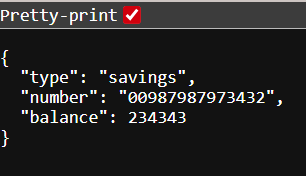 Pretty-print
{
"type": "savings",
"number": "00987987973432",
"balance": 234343
}